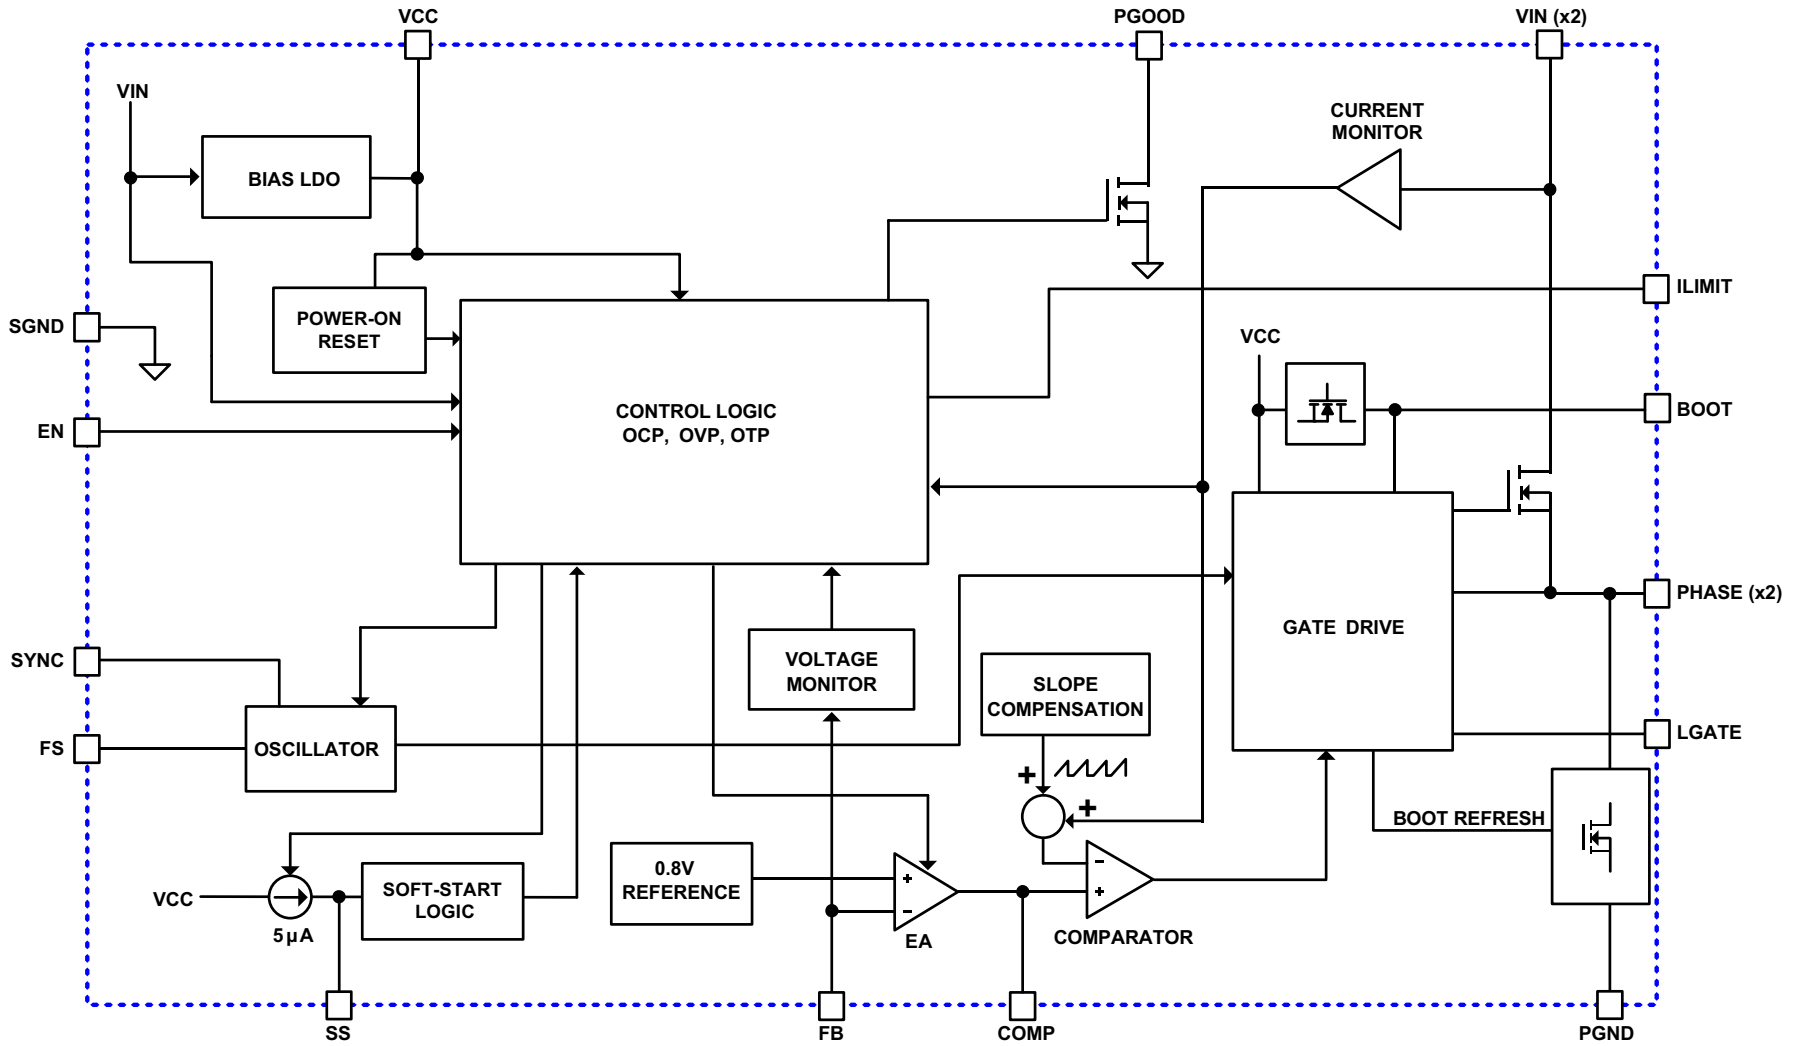 VCC
PGOOD
VIN (x2)
VIN
CURRENT
MONITOR
BIAS LDO
ILIMIT
SGND
POWER-ON
RESET
VCC
CONTROL LOGIC
OCP, OVP, OTP
BOOT
EN
PHASE (x2)
GATE DRIVE
SYNC
VOLTAGE
MONITOR
SLOPE
COMPENSATION
FS
OSCILLATOR
LGATE
+
+
BOOT REFRESH
0.8V
REFERENCE
+
−
EA
−
+
COMPARATOR
VCC
5µA
SOFT-START
LOGIC
SS
FB
COMP
PGND